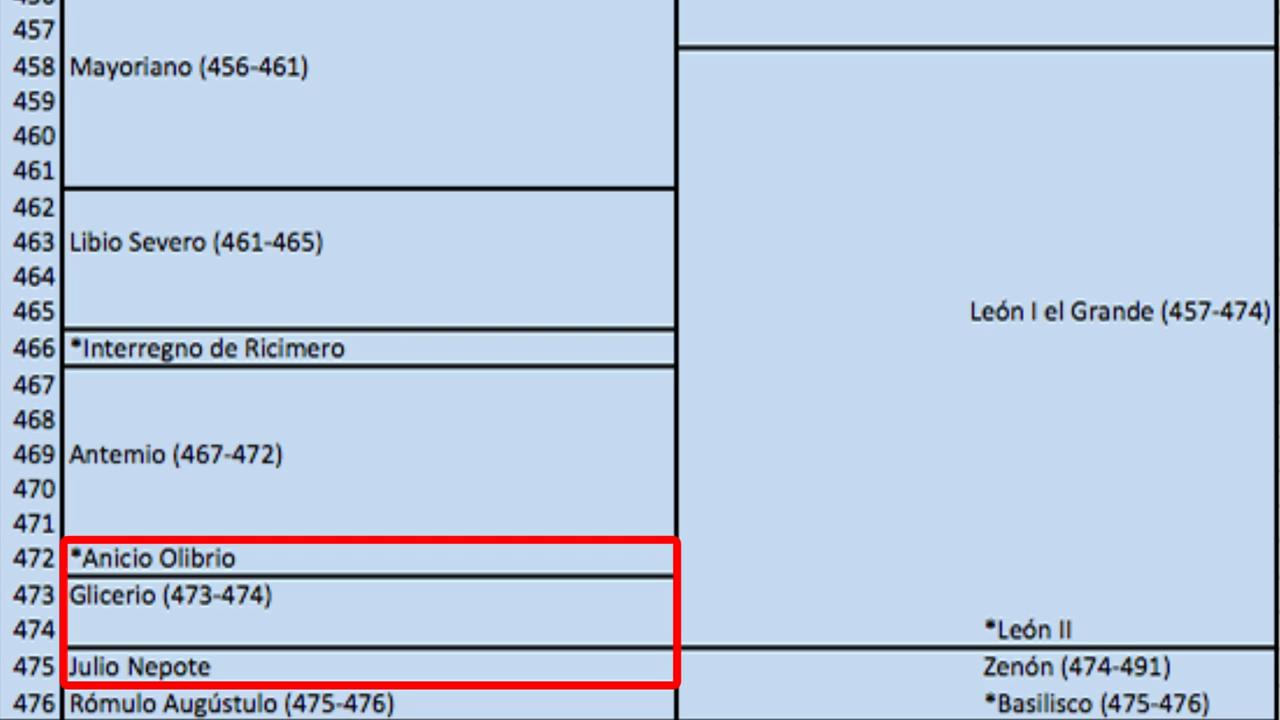 457
458 Mayoriano (456-461)
459
460
461
462
463 Libio Severo (461-465)
464
465 León I el Grande (457-474)
466 *Interregno de Ricimero
467
468
469 Antemio (467-472)
470
471
472 *Anicio Olibrio
473 Glicerio (473-474)
474 *León II
475 Julio Nepote Zenón (474-491)
476 Rómulo Augústulo (475-476) *Basilisco (475-476)